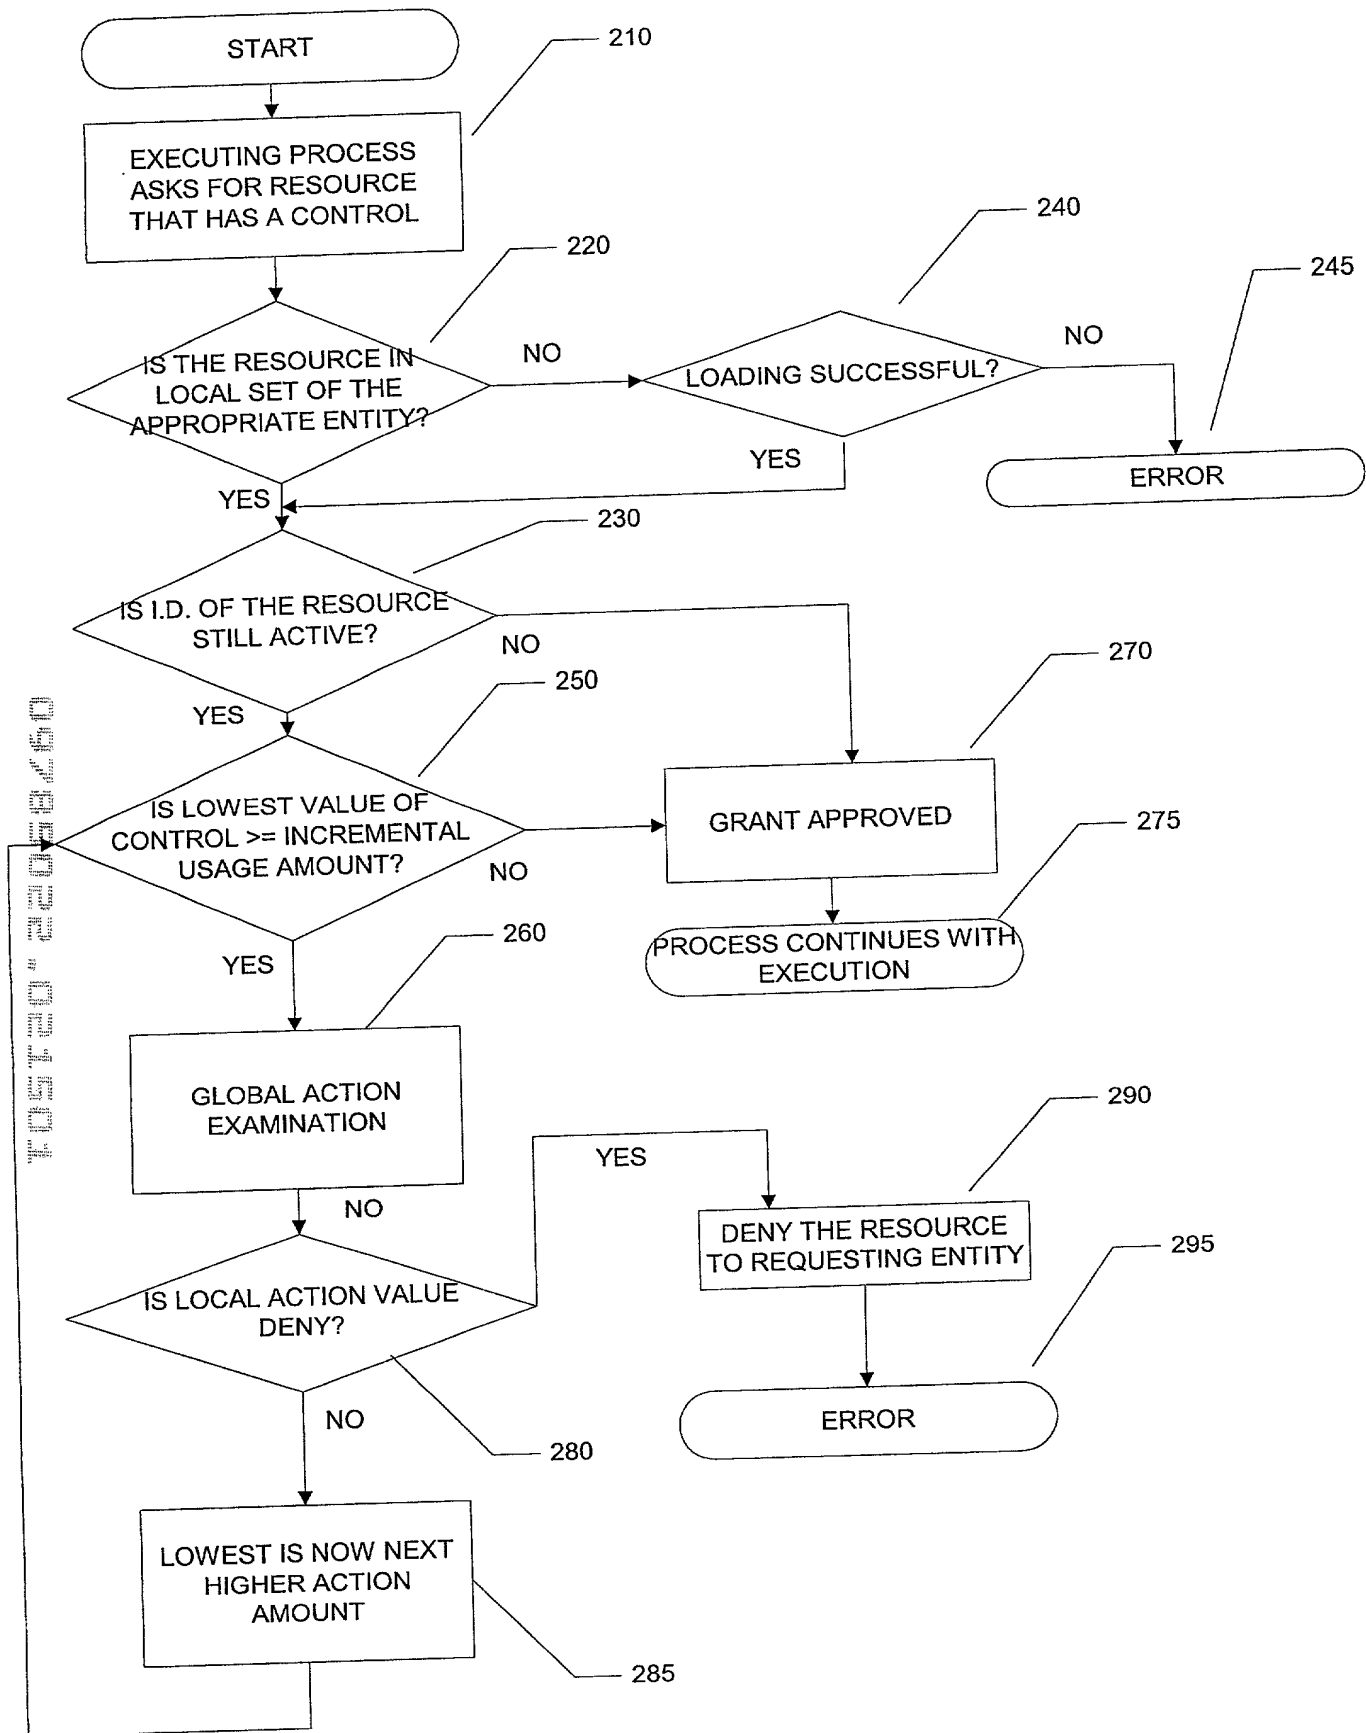 START
210
EXECUTING PROCESS
ASKS FOR RESOURCE
THAT HAS A CONTROL
220
240
245
IS THE RESOURCE IN
LOCAL SET OF THE
APPROPRIATE ENTITY?
NO
LOADING SUCCESSFUL?
NO
YES
YES
ERROR
230
IS I.D. OF THE RESOURCE
STILL ACTIVE?
NO
YES
250
270
IS LOWEST VALUE OF
CONTROL >= INCREMENTAL
USAGE AMOUNT?
NO
GRANT APPROVED
275
YES
260
PROCESS CONTINUES WITH
EXECUTION
GLOBAL ACTION
EXAMINATION
NO
YES
290
DENY THE RESOURCE
TO REQUESTING ENTITY
295
IS LOCAL ACTION VALUE
DENY?
NO
280
ERROR
LOWEST IS NOW NEXT
HIGHER ACTION
AMOUNT
285